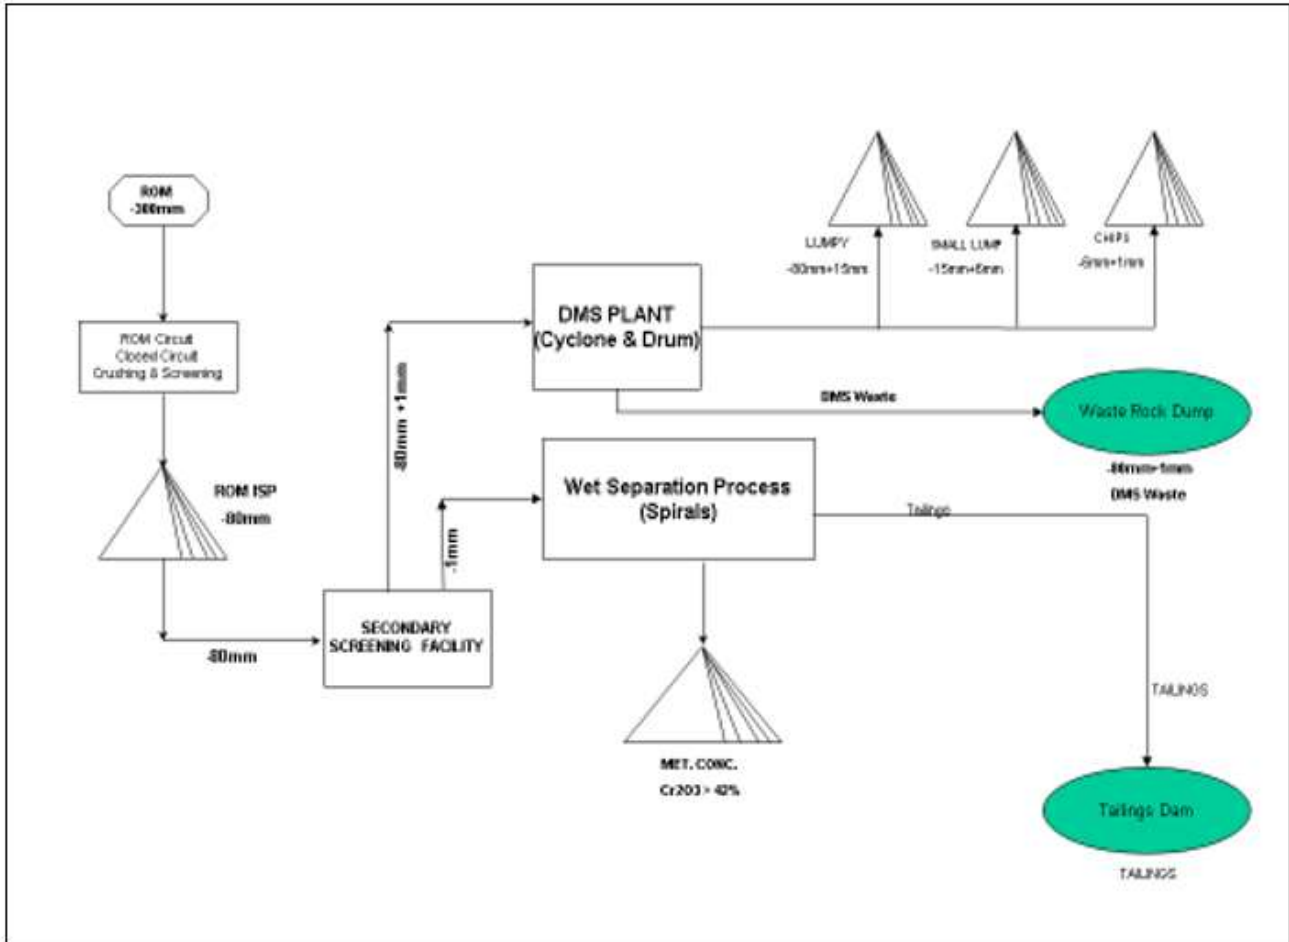 ROM
-300mm
ROM Circuit
Closed Circuit
Crushing & Screening
ROM ISP
-80mm
-80mm
SECONDARY
SCREENING FACILITY
-80mm +1mm
-1mm
DMS PLANT
(Cyclone & Drum)
LUMPY
-80mm+15mm
SMALL LUMP
-15mm+6mm
CHIPS
-6mm+1mm
DMS Waste
Waste Rock Dump
-80mm+1mm
DMS Waste
Wet Separation Process
(Spirals)
Tailings
MET. CONC.
Cr2O3 > 42%
TAILINGS
Tailings Dam
TAILINGS